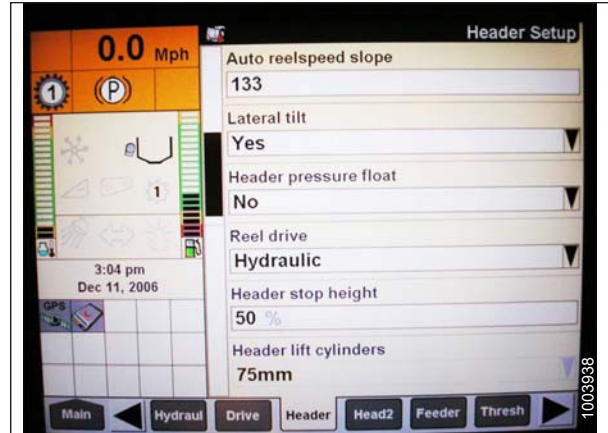 0.0 Mph
Header Setup
1
(P)
Auto reelspeed slope
133
Lateral tilt
Yes
1
Header pressure float
No
Reel drive
Hydraulic
3:04 pm
Dec 11, 2006
Header stop height
50 %
GPS
Header lift cylinders
75mm
Main
Hydraul
Drive
Header
Head2
Feeder
Thresh
1003938